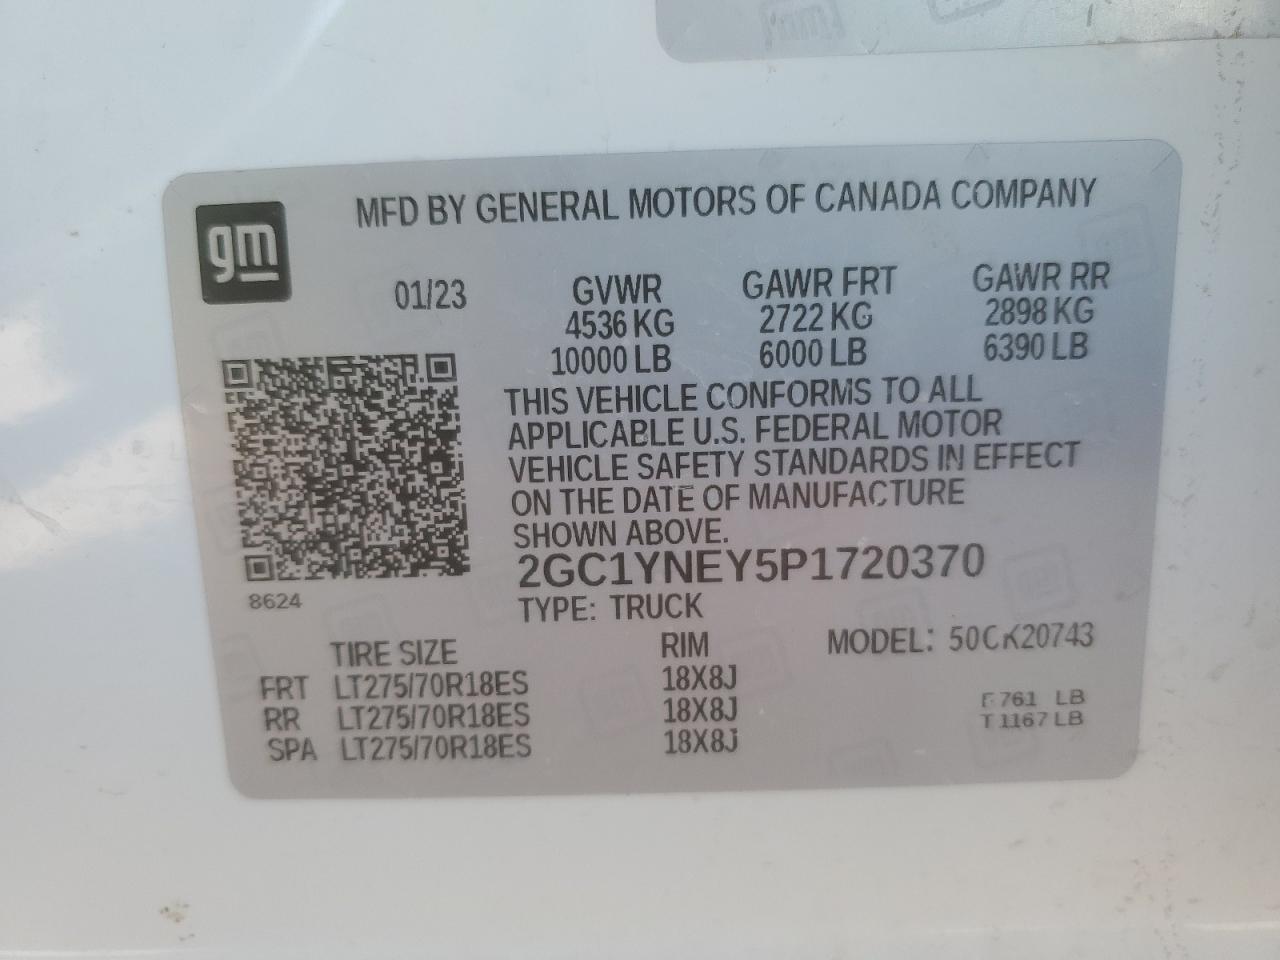 gm
MFD BY GENERAL MOTORS OF CANADA COMPANY
01/23 GVWR GAWR FRT GAWR RR
4536 KG 2722 KG 2898 KG
10000 LB 6000 LB 6390 LB
THIS VEHICLE CONFORMS TO ALL
APPLICABLE U.S. FEDERAL MOTOR
VEHICLE SAFETY STANDARDS IN EFFECT
ON THE DATE OF MANUFACTURE
SHOWN ABOVE.
2GC1YNEY5P1720370
8624
TYPE: TRUCK
TIRE SIZE RIM MODEL: 50CK20743
FRT LT275/70R18ES 18X8J
RR LT275/70R18ES 18X8J
SPA LT275/70R18ES 18X8J
F 761 LB
T 1167 LB